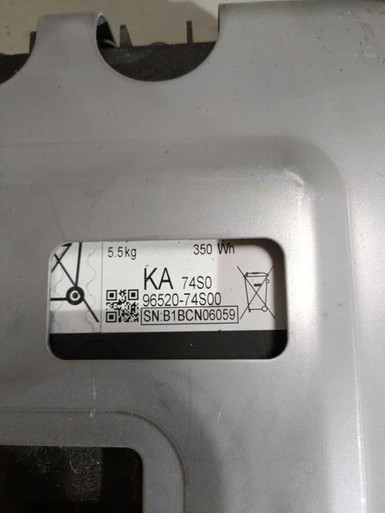 5.5kg 350 Wh
KA 74S0
96520-74S00
SN:B1BCN06059